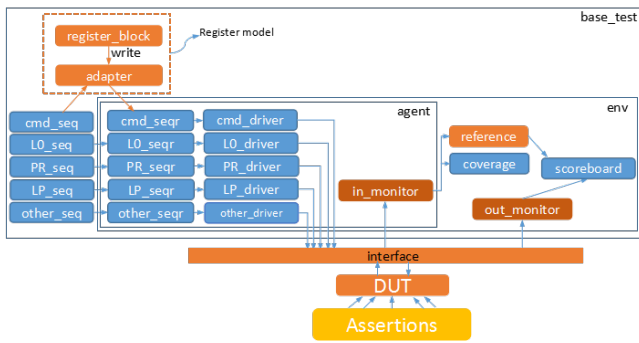 base_test
register_block
Register model
write
adapter
env
agent
cmd_seq
cmd_seqr
cmd_driver
reference
L0_seq
L0_seqr
L0_driver
coverage
scoreboard
PR_seq
PR_seqr
PR_driver
LP_seq
LP_seqr
LP_driver
in_monitor
out_monitor
other_seq
other_seqr
other_driver
interface
DUT
Assertions